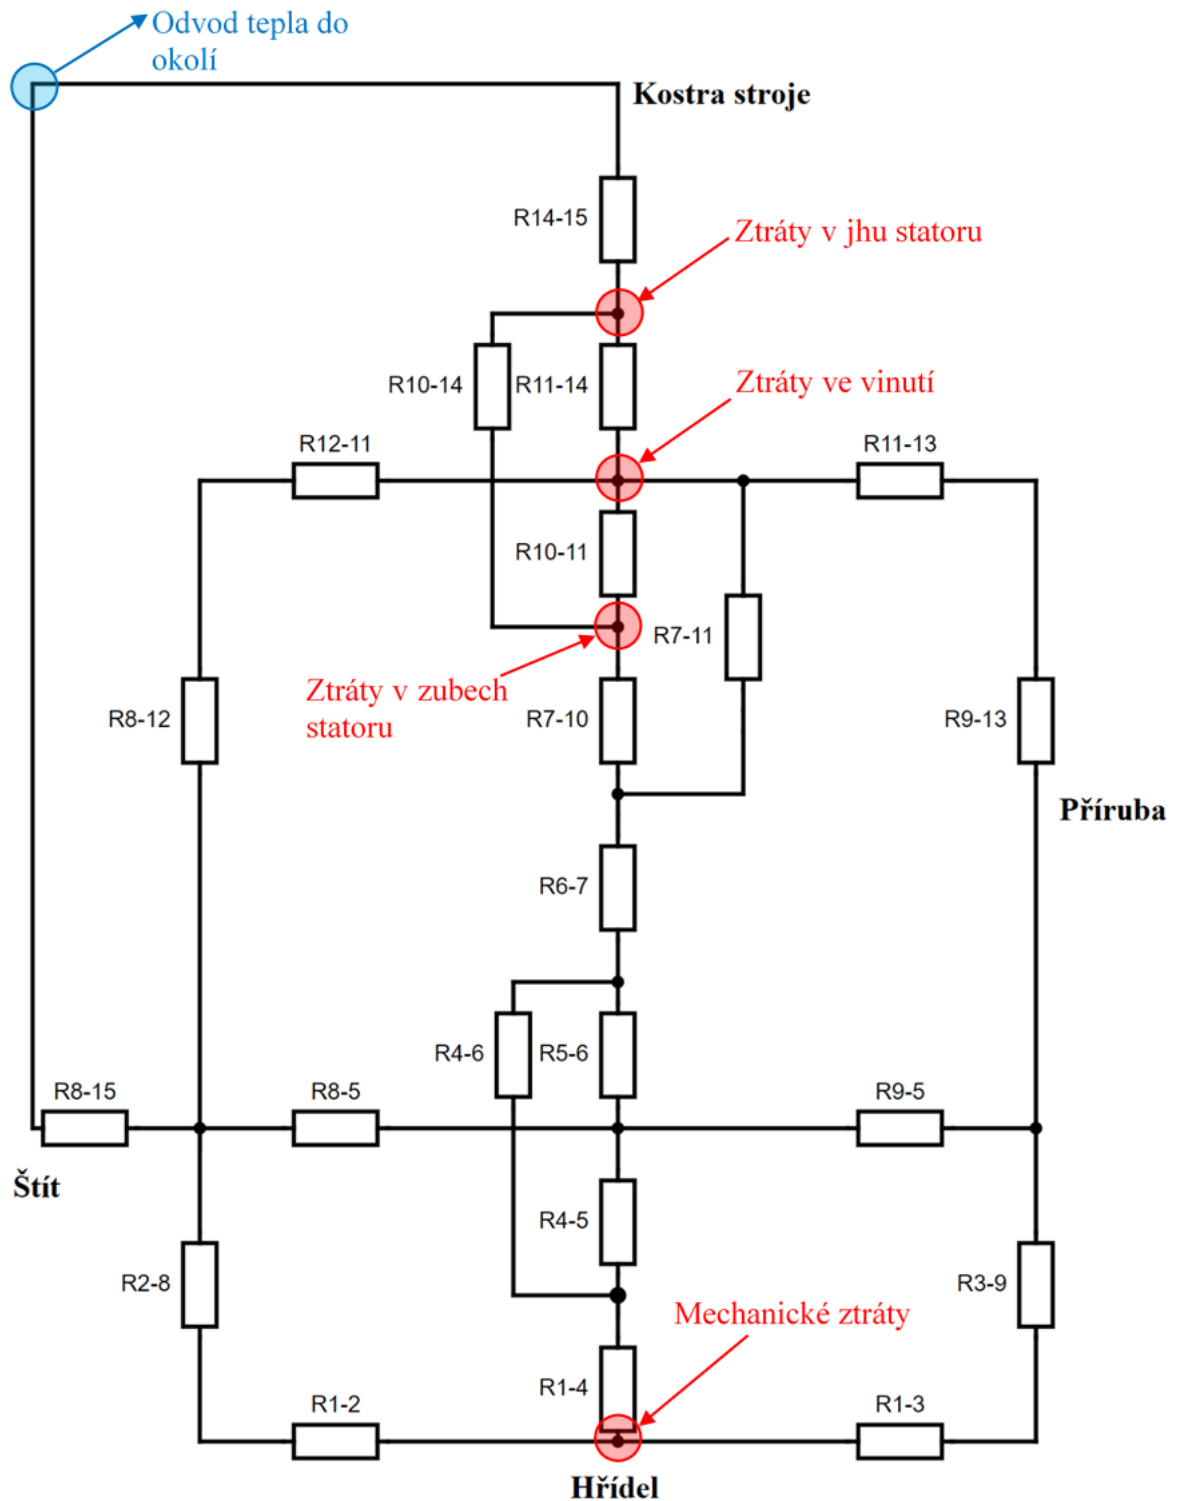 Odvod tepla do
okolí
Kostra stroje
R14-15
Ztráty v jhu statoru
R10-14
R11-14
Ztráty ve vinutí
R12-11
R11-13
R10-11
R7-11
Ztráty v zubech
statoru
R8-12
R7-10
R9-13
Příruba
R6-7
R4-6
R5-6
R8-15
R8-5
R9-5
Štít
R4-5
R2-8
R3-9
Mechanické ztráty
R1-4
R1-2
R1-3
Hřídel